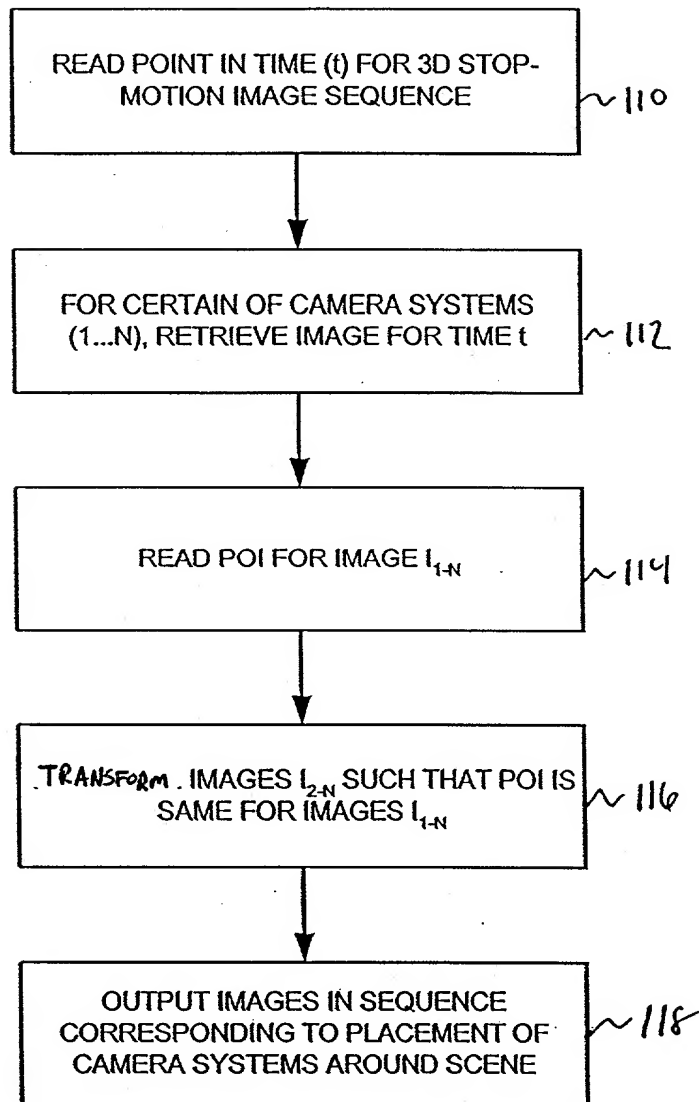 READ POINT IN TIME (t) FOR 3D STOP-
MOTION IMAGE SEQUENCE
110
FOR CERTAIN OF CAMERA SYSTEMS
(1...N), RETRIEVE IMAGE FOR TIME t
112
READ POI FOR IMAGE I1-N
114
TRANSFORM IMAGES I2-N SUCH THAT POI IS
SAME FOR IMAGES I1-N
116
OUTPUT IMAGES IN SEQUENCE
CORRESPONDING TO PLACEMENT OF
CAMERA SYSTEMS AROUND SCENE
118